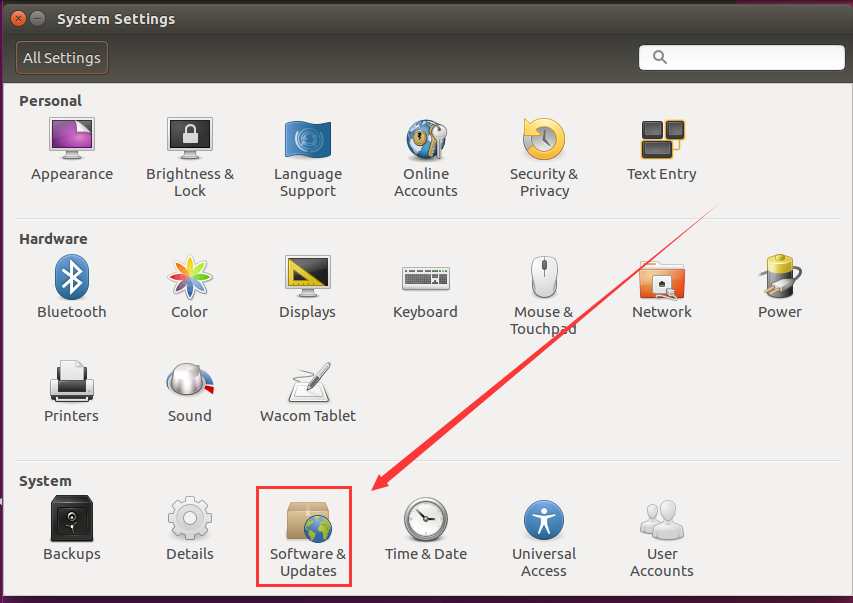 System Settings
All Settings
Personal
Appearance
Brightness &
Lock
Language
Support
Online
Accounts
Security &
Privacy
Text Entry
Hardware
Bluetooth
Color
Displays
Keyboard
Mouse &
Touchpad
Network
Power
Printers
Sound
Wacom Tablet
System
Backups
Details
Software &
Updates
Time & Date
Universal
Access
User
Accounts